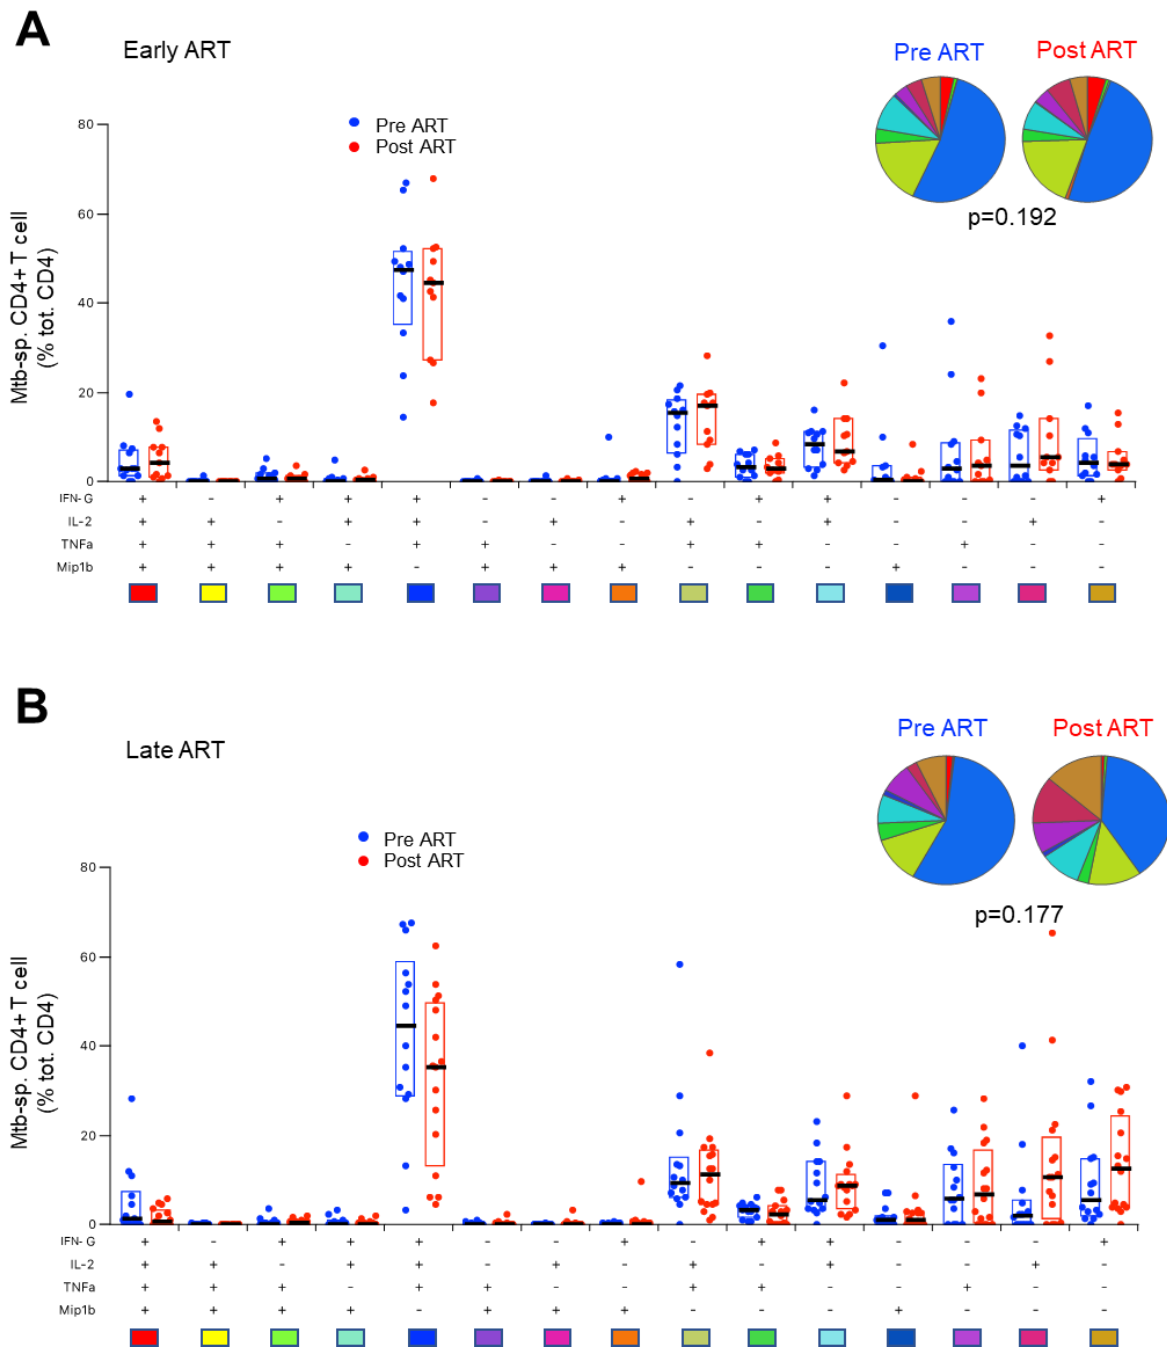 A
Early ART
Pre ART Post ART
80
Pre ART
Post ART
p=0.192
60
40
20
0
Mtb-sp. CD4+ T cell
(% tot. CD4)
IFN-G + - + + + - - + - + + - - - +
IL-2 + + - + + - + - + - + - - + -
TNFa + + + - + + - - + + - - + - -
Mip1b + + + + - + + + - - - + - - -
B
Late ART
Pre ART Post ART
Pre ART
Post ART
80
p=0.177
60
40
20
0
Mtb-sp. CD4+ T cell
(% tot. CD4)
IFN-G + - + + + - - + - + + - - - +
IL-2 + + - + + - + - + - + - - + -
TNFa + + + - + + - - + + - - + - -
Mip1b + + + + - + + + - - - + - - -